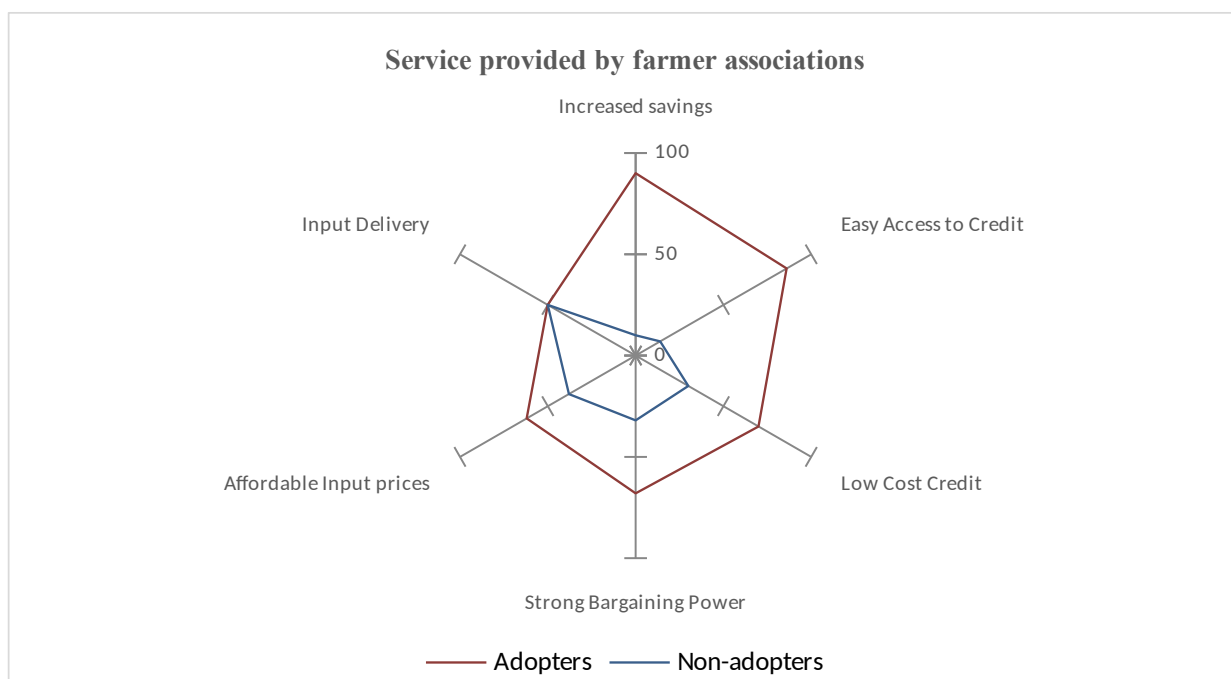 Service provided by farmer associations
Increased savings
100
Input Delivery
Easy Access to Credit
50
0
Affordable Input prices
Low Cost Credit
Strong Bargaining Power
Adopters
Non-adopters